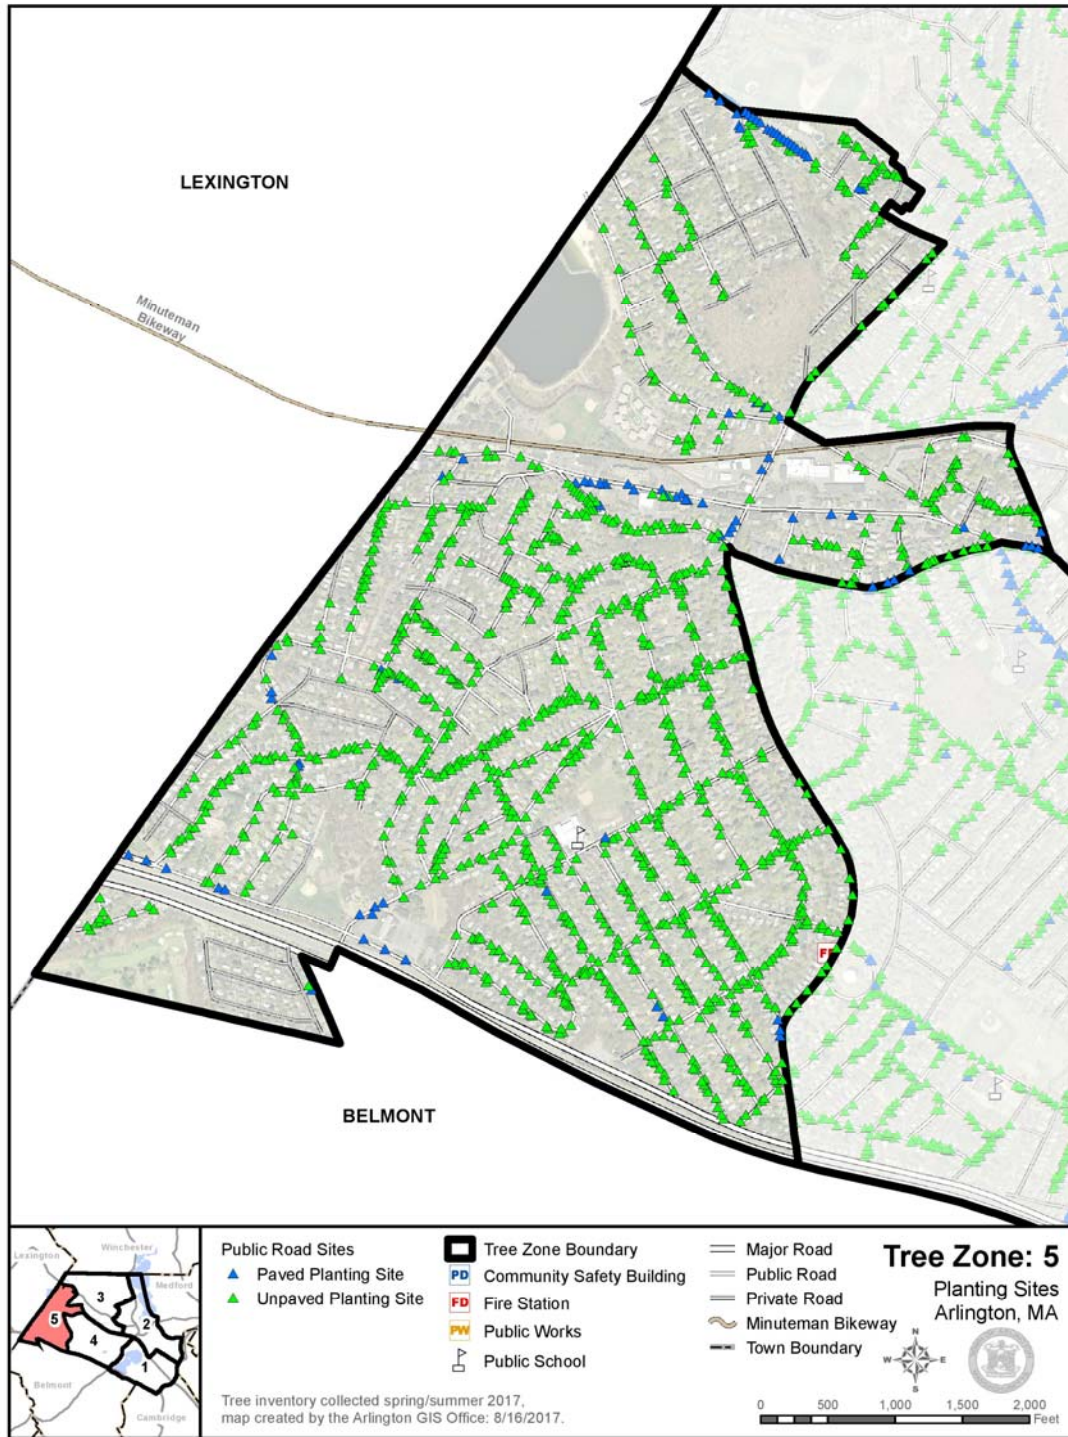 LEXINGTON
Minuteman
Bikeway
FD
BELMONT
Lexington
Winchester
Medford
3
5
2
4
1
Belmont
Cambridge
Public Road Sites
Paved Planting Site
Unpaved Planting Site
Tree Zone Boundary
PD Community Safety Building
FD Fire Station
PW Public Works
Public School
Major Road
Public Road
Private Road
Minuteman Bikeway
Town Boundary
Tree Zone: 5
Planting Sites
Arlington, MA
N
W E
S
Tree inventory collected spring/summer 2017,
map created by the Arlington GIS Office: 8/16/2017.
0 500 1,000 1,500 2,000
Feet